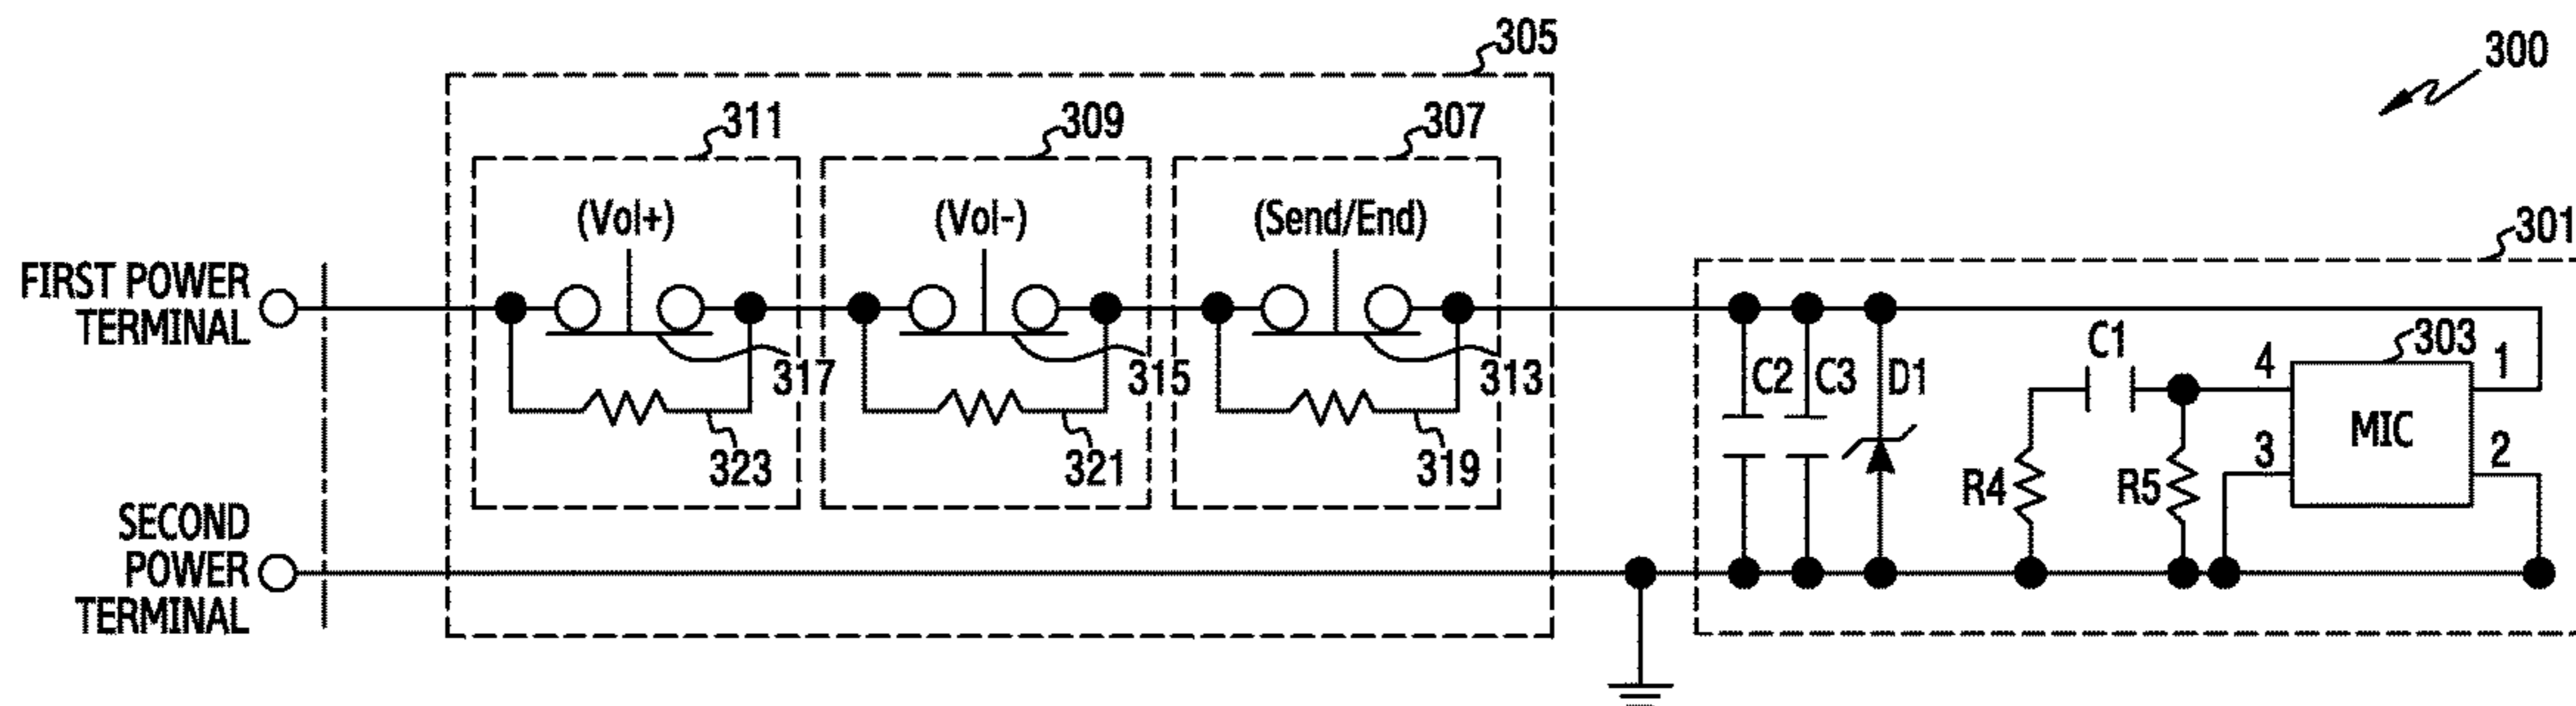 305
300
311
309
307
(Vol+)
(Vol-)
(Send/End)
301
FIRST POWER
TERMINAL
317
315
313
C2
C3
D1
C1
4
303
1
MIC
3
2
R4
R5
323
321
319
SECOND
POWER
TERMINAL